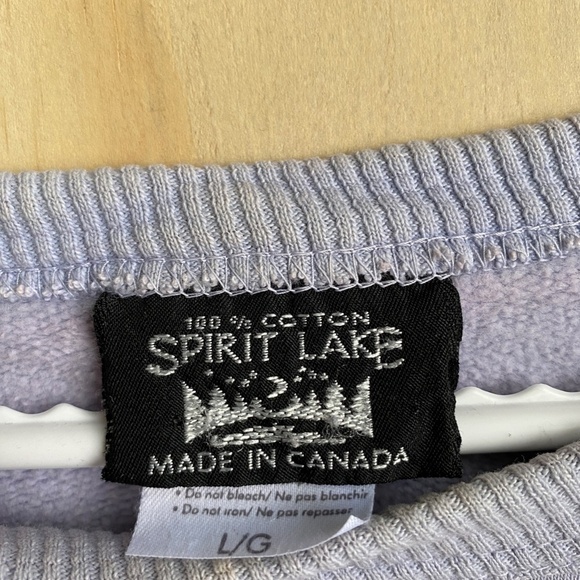 100 % COTTON
SPIRIT LAKE
MADE IN CANADA
• Do not bleach/ Ne pas blanchir
• Do not iron/ Ne pas repasser
L/G